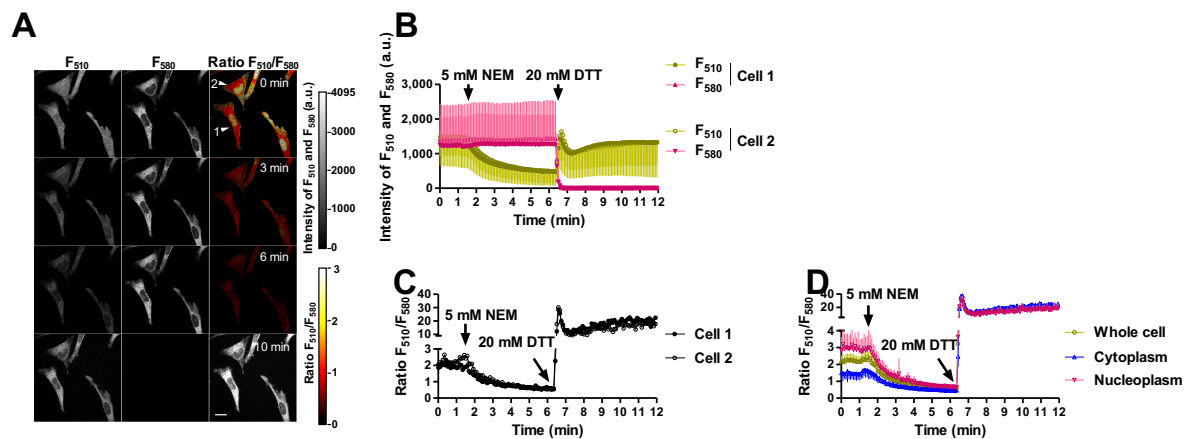 A
F510 F580 Ratio F510/F580
2 0 min
1
3 min
6 min
10 min
Intensity of F510 and F580 (a.u.)
4095
3000
2000
1000
0
Ratio F510/F580
3
2
1
0
B
5 mM NEM 20 mM DTT
Intensity of F510 and F580 (a.u.)
3,000
2,000
1,000
0
0 1 2 3 4 5 6 7 8 9 10 11 12
Time (min)
F510
F580
Cell 1
F510
F580
Cell 2
C
5 mM NEM
20 mM DTT
Ratio F510/F580
40
30
20
10
4
3
2
1
0
0 1 2 3 4 5 6 7 8 9 10 11 12
Time (min)
Cell 1
Cell 2
D
5 mM NEM
20 mM DTT
Ratio F510/F580
40
30
20
10
4
3
2
1
0
0 1 2 3 4 5 6 7 8 9 10 11 12
Time (min)
Whole cell
Cytoplasm
Nucleoplasm